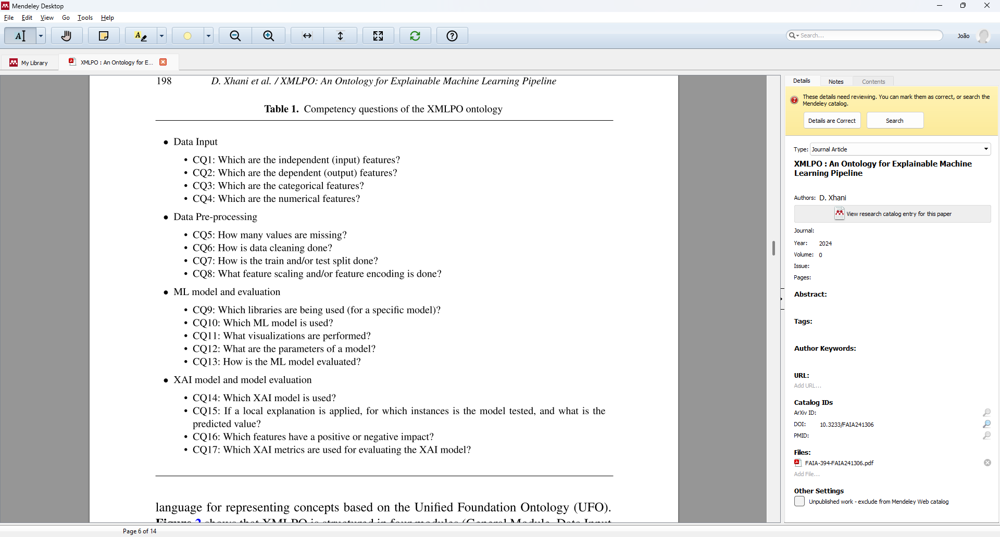 Mendeley Desktop
File Edit View Go Tools Help
Search...
João
My Library
XMLPO : An Ontology for E...
198 D. Xhani et al. / XMLPO: An Ontology for Explainable Machine Learning Pipeline
Table 1. Competency questions of the XMLPO ontology
• Data Input
• CQ1: Which are the independent (input) features?
• CQ2: Which are the dependent (output) features?
• CQ3: Which are the categorical features?
• CQ4: Which are the numerical features?
• Data Pre-processing
• CQ5: How many values are missing?
• CQ6: How is data cleaning done?
• CQ7: How is the train and/or test split done?
• CQ8: What feature scaling and/or feature encoding is done?
• ML model and evaluation
• CQ9: Which libraries are being used (for a specific model)?
• CQ10: Which ML model is used?
• CQ11: What visualizations are performed?
• CQ12: What are the parameters of a model?
• CQ13: How is the ML model evaluated?
• XAI model and model evaluation
• CQ14: Which XAI model is used?
• CQ15: If a local explanation is applied, for which instances is the model tested, and what is the
predicted value?
• CQ16: Which features have a positive or negative impact?
• CQ17: Which XAI metrics are used for evaluating the XAI model?
language for representing concepts based on the Unified Foundation Ontology (UFO).
Figure 2 shows that XMLPO is structured in four modules (General Module, Data Input
Page 6 of 14
Details Notes Contents
These details need reviewing. You can mark them as correct, or search the
Mendeley catalog.
Details are Correct Search
Type: Journal Article
XMLPO : An Ontology for Explainable Machine
Learning Pipeline
Authors: D. Xhani
View research catalog entry for this paper
Journal:
Year: 2024
Volume: 0
Issue:
Pages:
Abstract:
Tags:
Author Keywords:
URL:
Add URL...
Catalog IDs
ArXiv ID:
DOI: 10.3233/FAIA241306
PMID:
Files:
FAIA-394-FAIA241306.pdf
Add File...
Other Settings
Unpublished work - exclude from Mendeley Web catalog